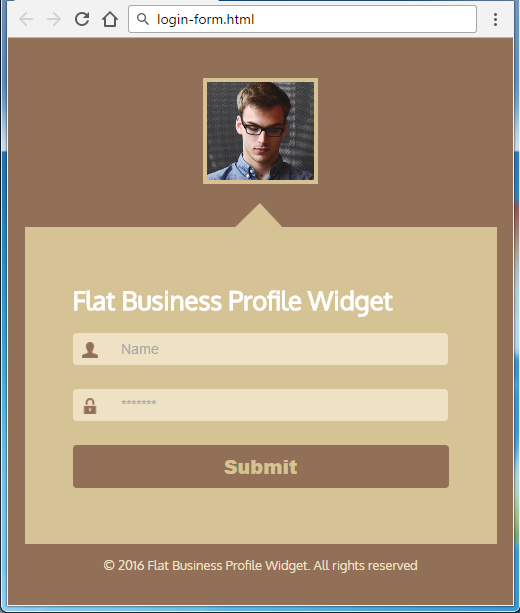 login-form.html
Flat Business Profile Widget
Name
*******
Submit
© 2016 Flat Business Profile Widget. All rights reserved